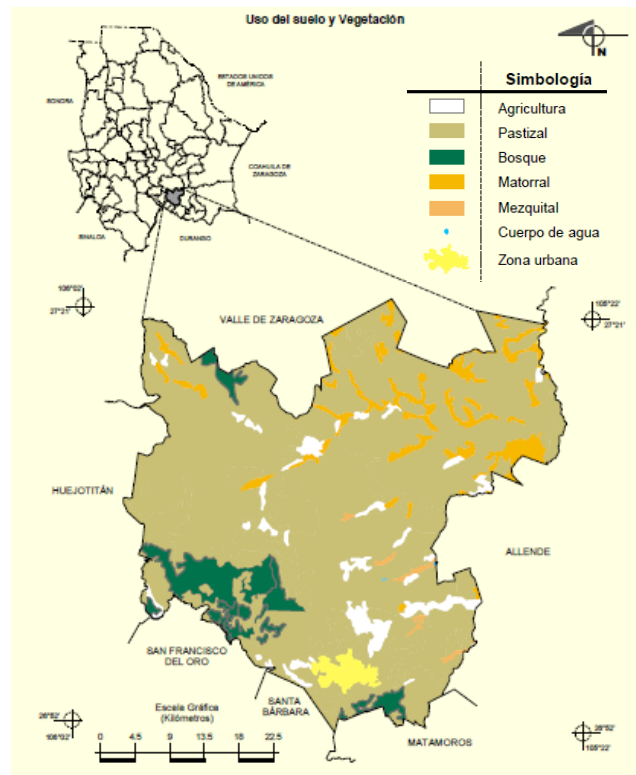 Uso del suelo y Vegetación
N
ESTADOS UNIDOS
DE AMÉRICA
SONORA
COAHUILA DE
ZARAGOZA
SINALOA
DURANGO
Simbología
Agricultura
Pastizal
Bosque
Matorral
Mezquital
Cuerpo de agua
Zona urbana
106°02'
27°21'
105°22'
27°21'
VALLE DE ZARAGOZA
HUEJOTITÁN
ALLENDE
SAN FRANCISCO
DEL ORO
SANTA
BÁRBARA
MATAMOROS
Escala Gráfica
(Kilómetros)
0 4.5 9 13.5 18 22.5
26°52'
106°02'
26°52'
105°22'